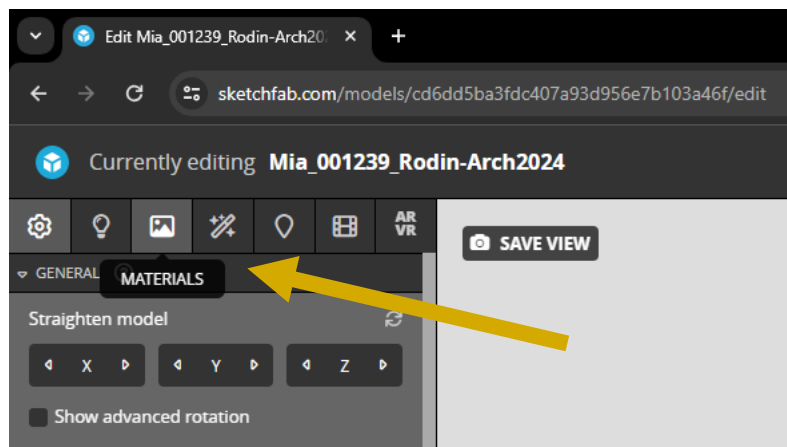 Edit Mia_001239_Rodin-Arch20
sketchfab.com/models/cd6dd5ba3fdc407a93d956e7b103a46f/edit
Currently editing Mia_001239_Rodin-Arch2024
AR
VR
SAVE VIEW
GENERAL
MATERIALS
Straighten model
X Y Z
Show advanced rotation